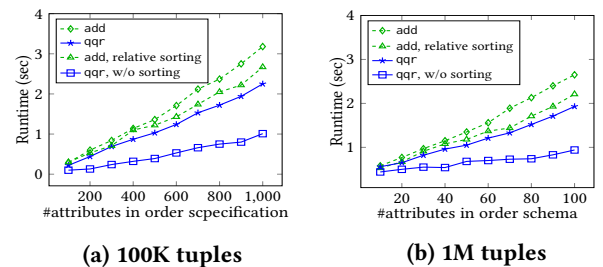 4
3
2
1
0
Runtime (sec)
add
qqr
add, relative sorting
qqr, w/o sorting
200 400 600 800 1,000
#attributes in order scpecification
(a) 100K tuples
4
2
1
Runtime (sec)
add
add, relative sorting
qqr
qqr, w/o sorting
20 40 60 80 100
#attributes in order schema
(b) 1M tuples